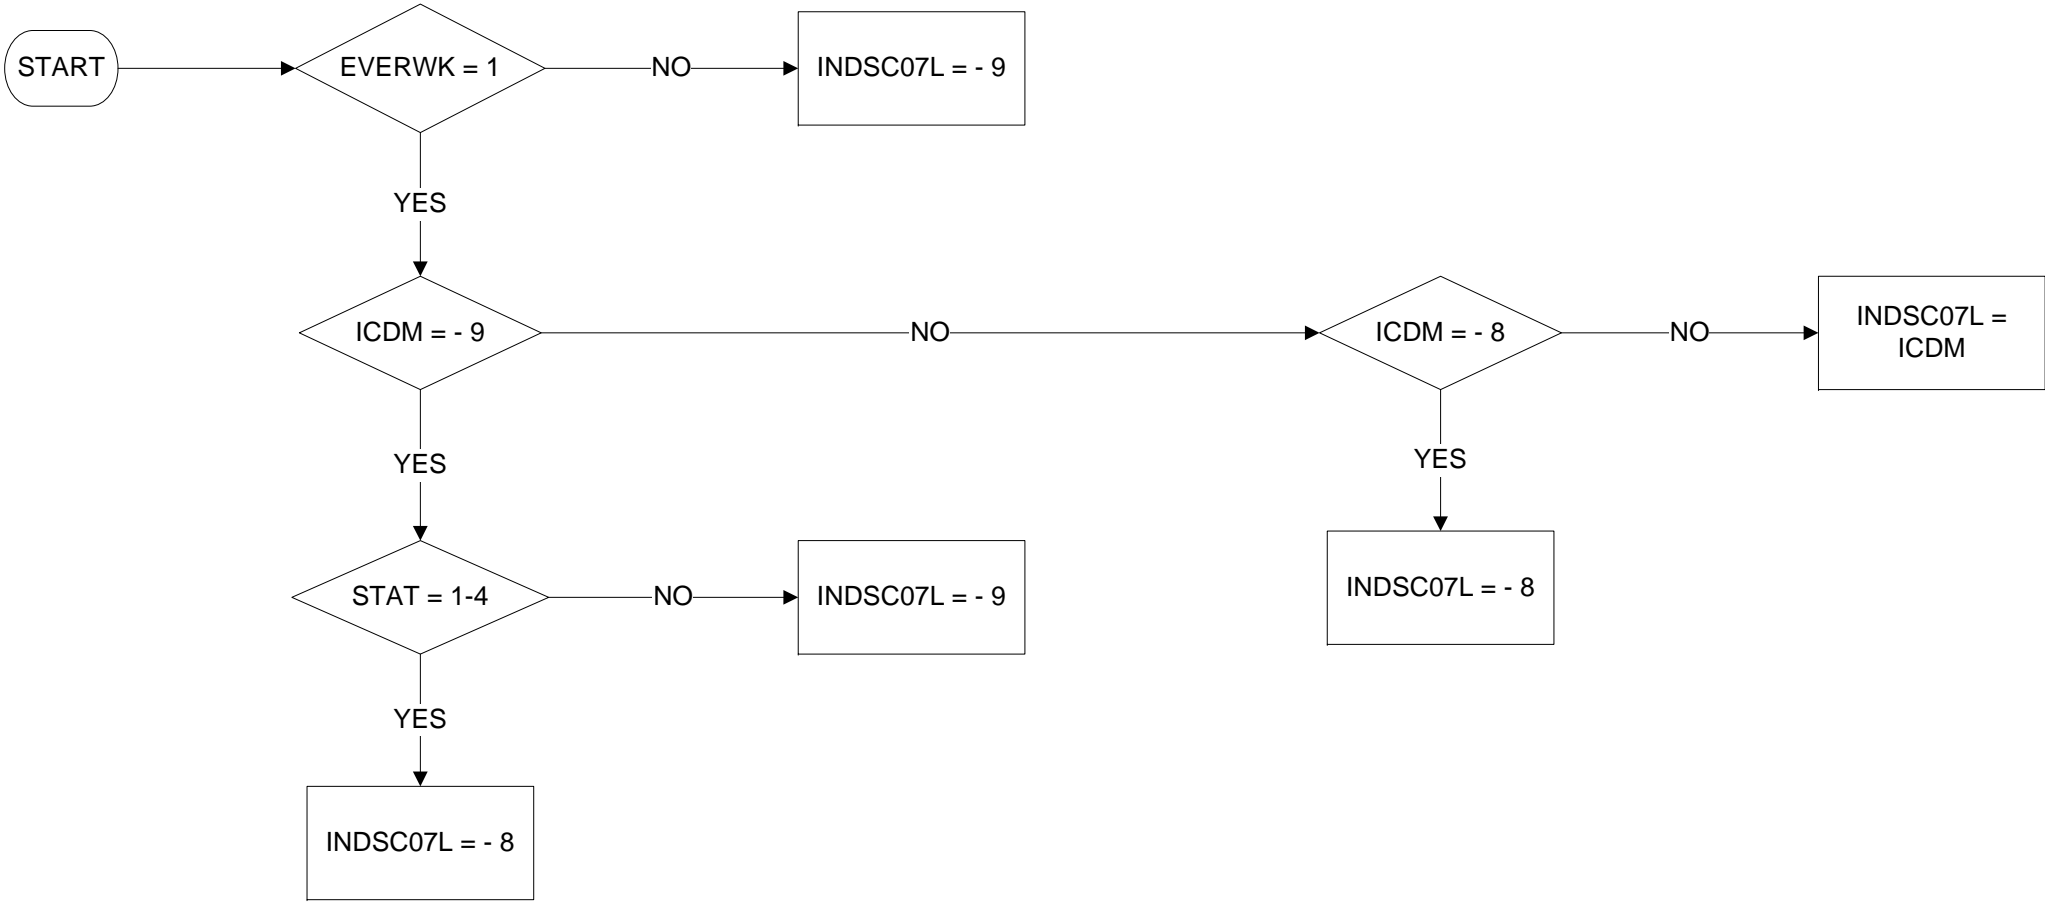 START
EVERWK = 1
NO
INDSC07L = - 9
YES
ICDM = - 9
NO
ICDM = - 8
NO
INDSC07L =
ICDM
YES
YES
STAT = 1-4
NO
INDSC07L = - 9
INDSC07L = - 8
YES
INDSC07L = - 8